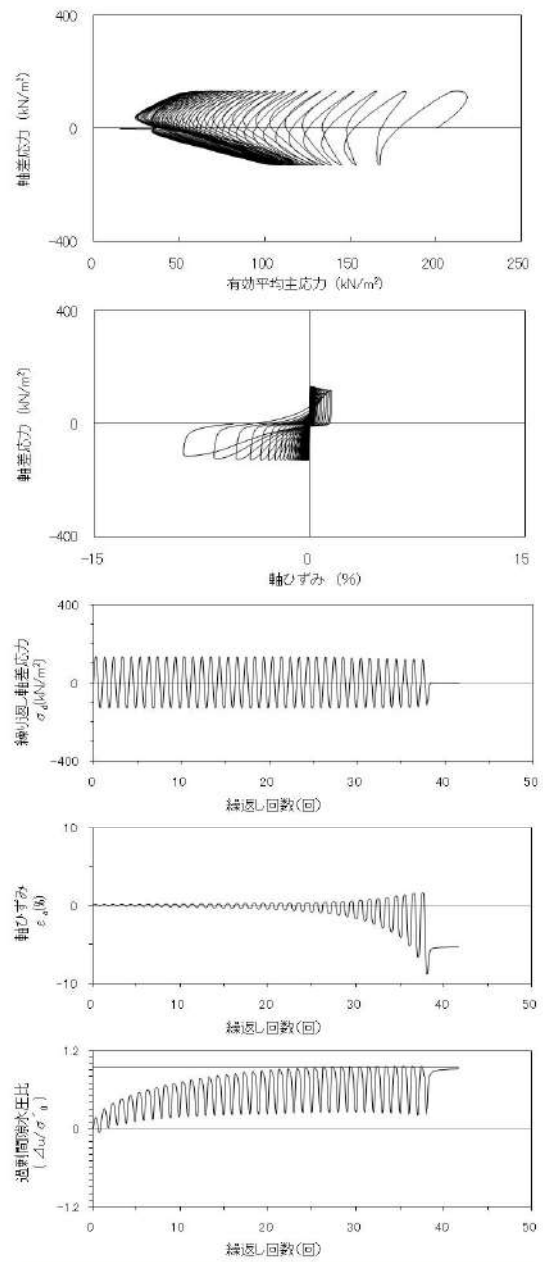 400
軸差応力 (kN/m²)
0
-400
0 50 100 150 200 250
有効平均主応力 (kN/m²)
400
軸差応力 (kN/m²)
0
-400
-15 0 15
軸ひずみ (%)
400
繰り返し軸差応力
σd(kN/m²)
0
-400
0 10 20 30 40 50
繰返し回数(回)
10
軸ひずみ
εa(%)
0
-10
0 10 20 30 40 50
繰返し回数(回)
1.2
過剰間隙水圧比
(Δu/σ'0)
0
-1.2
0 10 20 30 40 50
繰返し回数(回)